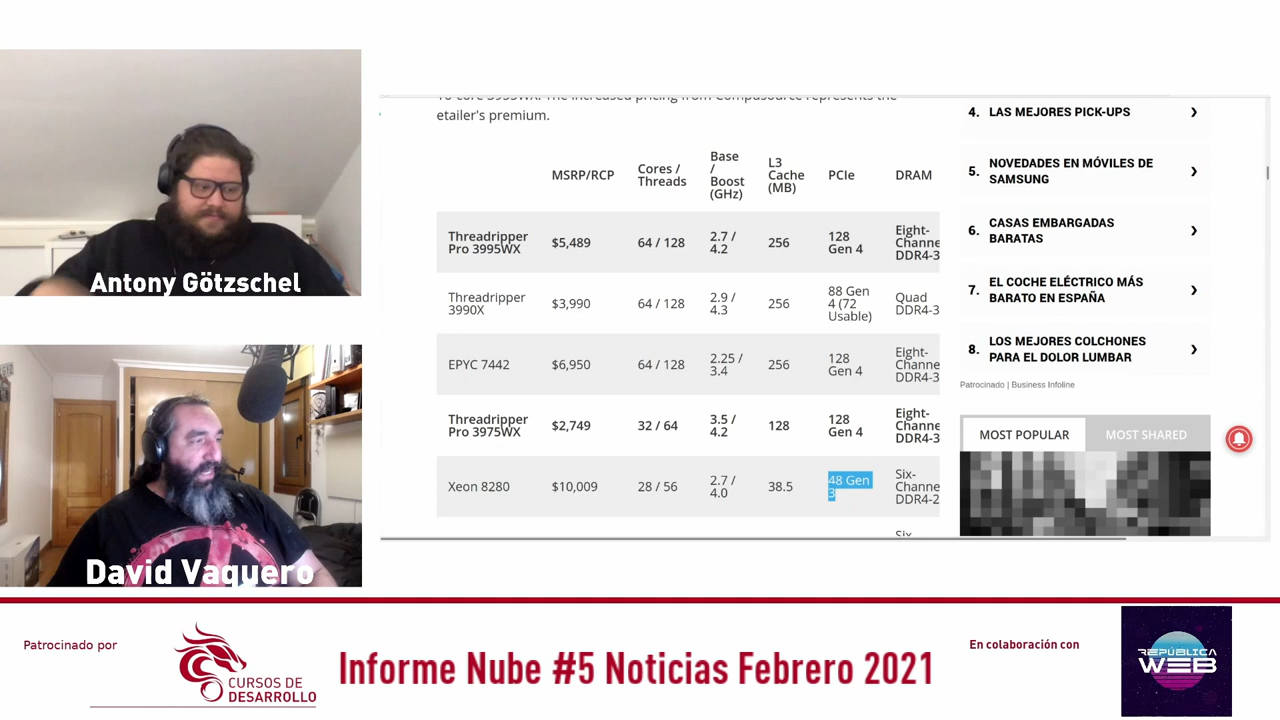 Antony Götzschel
David Vaquero
etailer's premium.
MSRP/RCP
Cores /
Threads
Base
/
Boost
(GHz)
L3
Cache
(MB)
PCIe
DRAM
Threadripper
Pro 3995WX
$5,489
64 / 128
2.7 /
4.2
256
128
Gen 4
Eight-
Channe
DDR4-3
Threadripper
3990X
$3,990
64 / 128
2.9 /
4.3
256
88 Gen
4 (72
Usable)
Quad
DDR4-3
EPYC 7442
$6,950
64 / 128
2.25 /
3.4
256
128
Gen 4
Eight-
Channe
DDR4-3
Threadripper
Pro 3975WX
$2,749
32 / 64
3.5 /
4.2
128
128
Gen 4
Eight-
Channe
DDR4-3
Xeon 8280
$10,009
28 / 56
2.7 /
4.0
38.5
48 Gen
3
Six-
Channe
DDR4-2
4. LAS MEJORES PICK-UPS
5. NOVEDADES EN MÓVILES DE
SAMSUNG
6. CASAS EMBARGADAS
BARATAS
7. EL COCHE ELÉCTRICO MÁS
BARATO EN ESPAÑA
8. LOS MEJORES COLCHONES
PARA EL DOLOR LUMBAR
Patrocinado | Business Infoline
MOST POPULAR
MOST SHARED
Patrocinado por
CURSOS DE
DESARROLLO
Informe Nube #5 Noticias Febrero 2021
En colaboración con
REPÚBLICA
WEB